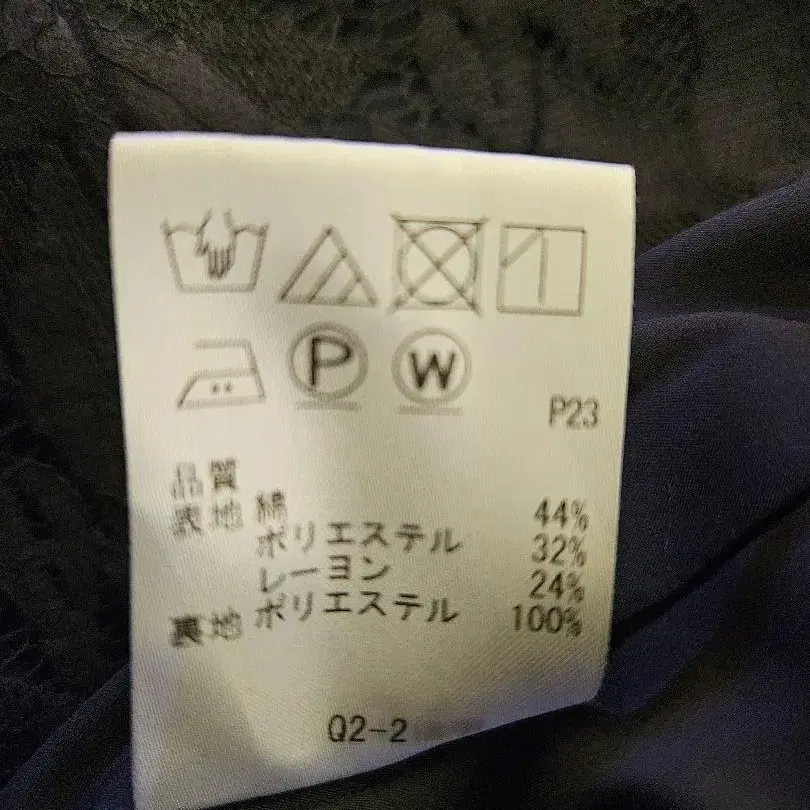 P W
P23
品質
表地 綿 44%
ポリエステル 32%
レーヨン 24%
裏地 ポリエステル 100%
Q2-2